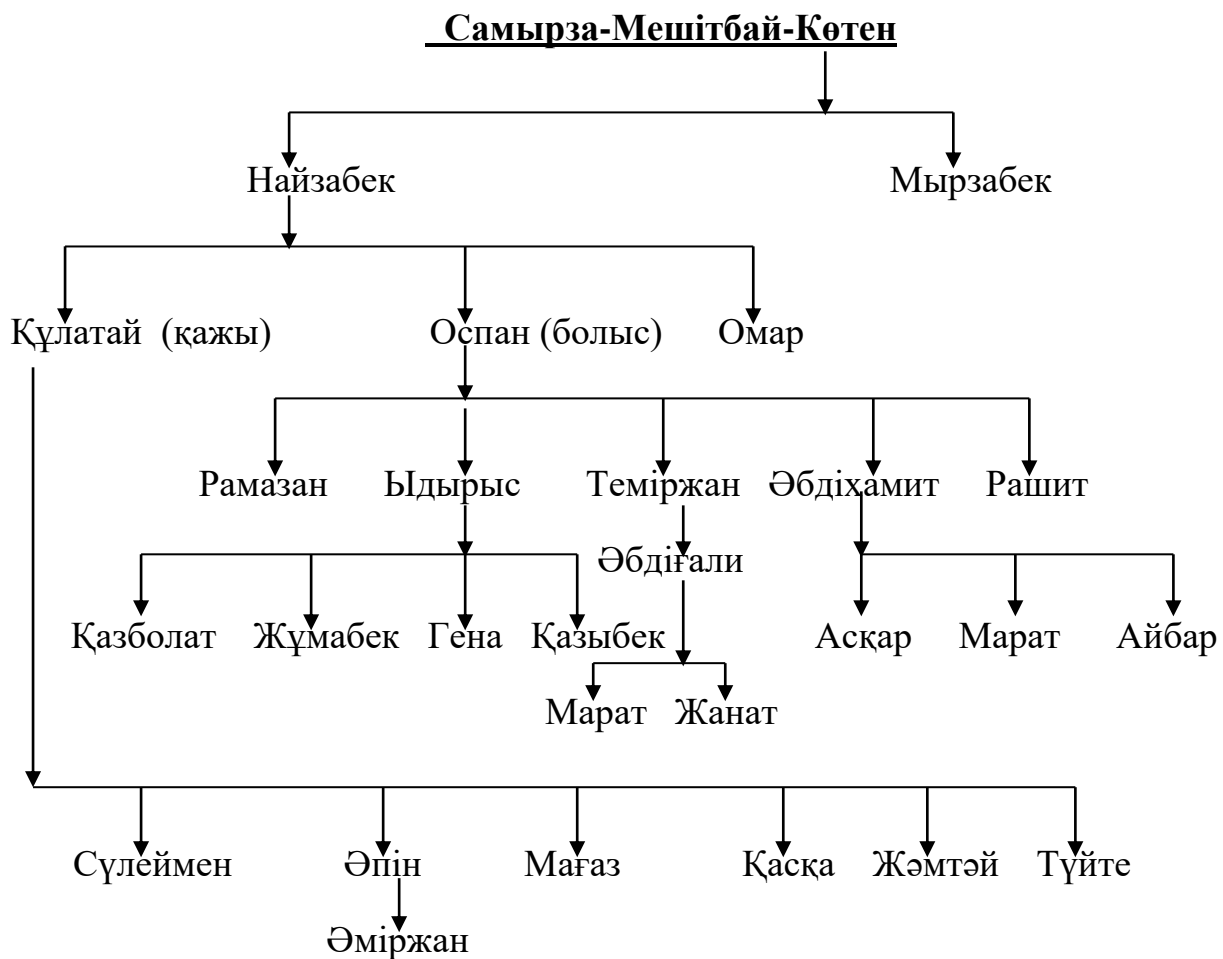 Самырза-Мешітбай-Көтен
Найзабек Мырзабек
Құлатай (қажы) Оспан (болыс) Омар
Рамазан Ыдырыс Теміржан Әбдіхамит Рашит
Әбдіғали
Қазболат Жұмабек Гена Қазыбек Асқар Марат Айбар
Марат Жанат
Сүлеймен Әпін Мағаз Қасқа Жәмтәй Түйте
Әміржан